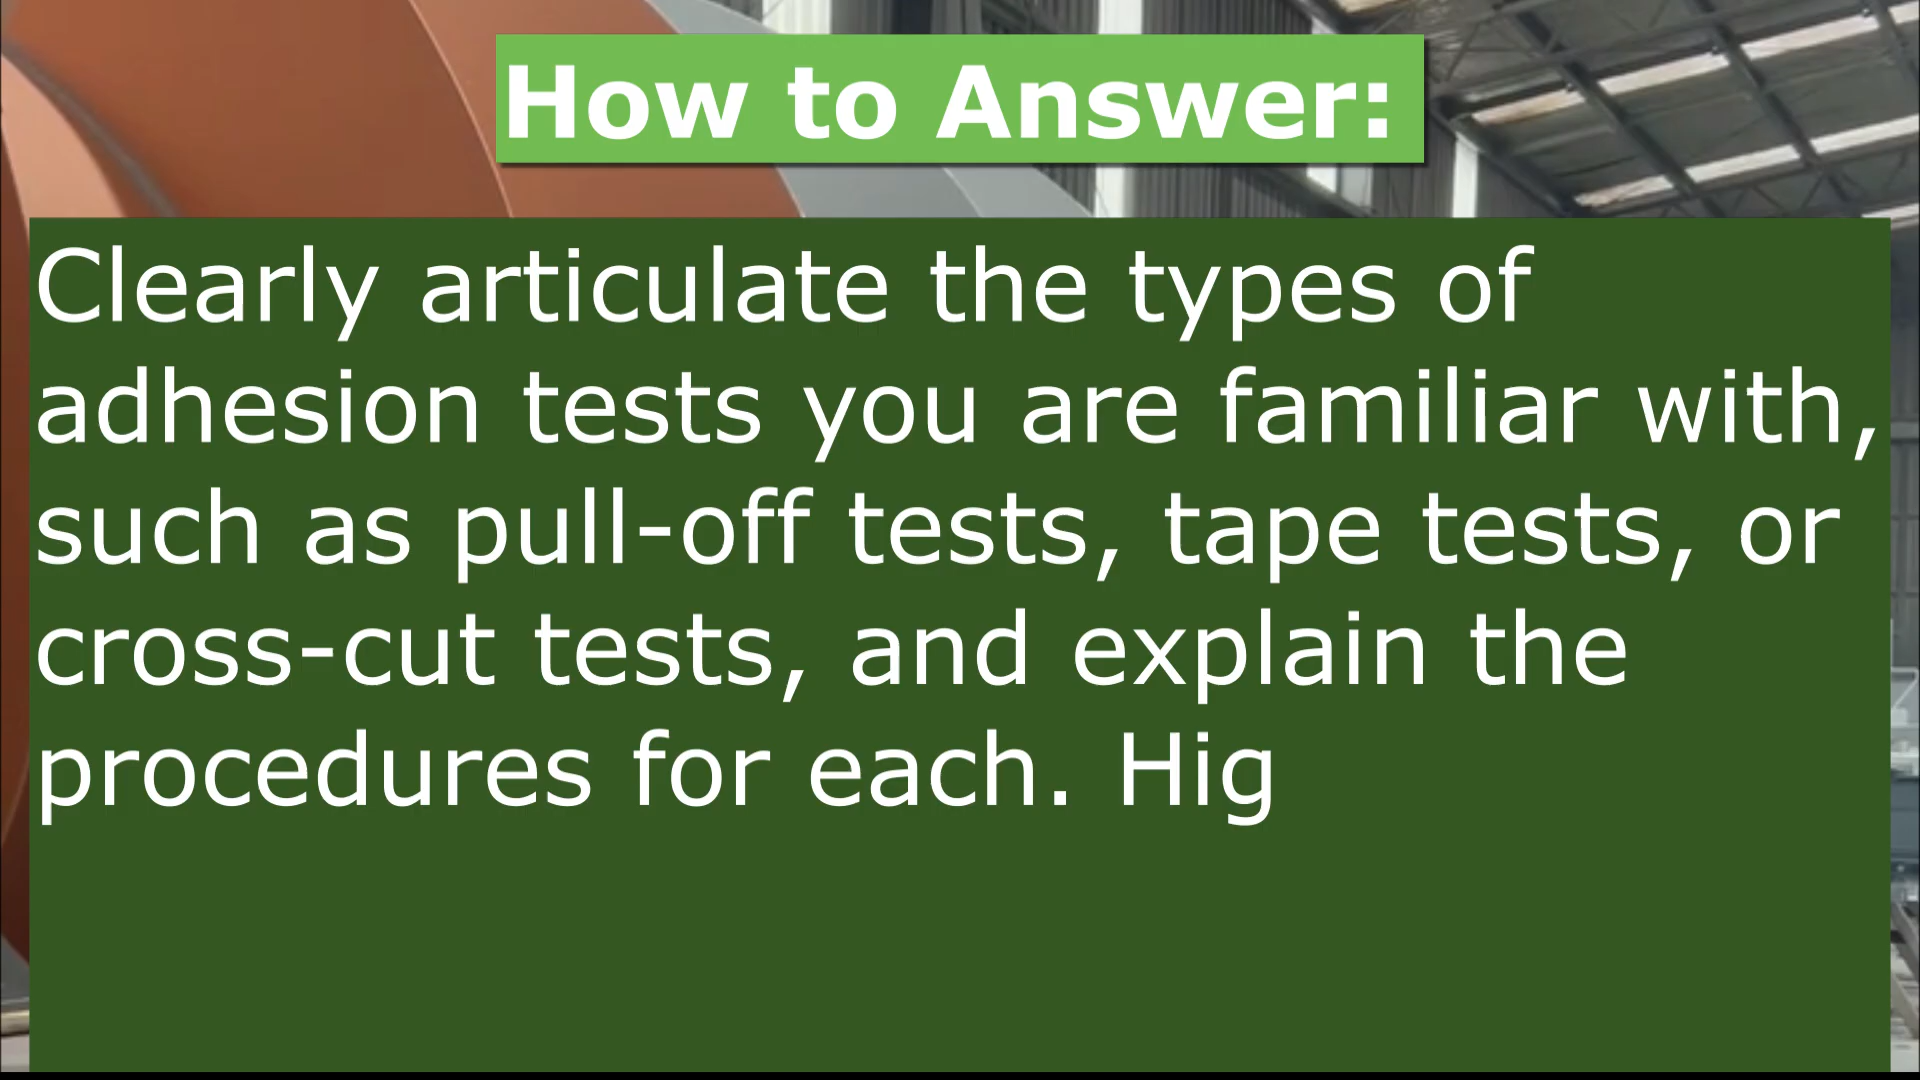 How to Answer:
Clearly articulate the types of
adhesion tests you are familiar with,
such as pull-off tests, tape tests, or
cross-cut tests, and explain the
procedures for each. Hig